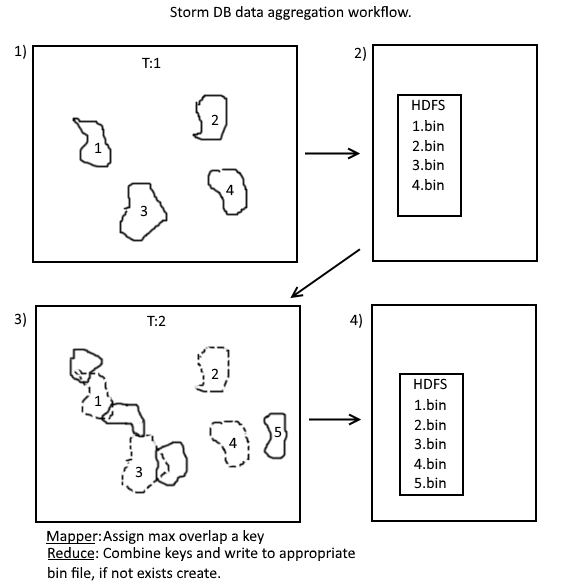 Storm DB data aggregation workflow.
1)
T:1
1
2
3
4
2)
HDFS
1.bin
2.bin
3.bin
4.bin
3)
T:2
1
2
3
4
5
4)
HDFS
1.bin
2.bin
3.bin
4.bin
5.bin
Mapper:Assign max overlap a key
Reduce: Combine keys and write to appropriate
bin file, if not exists create.